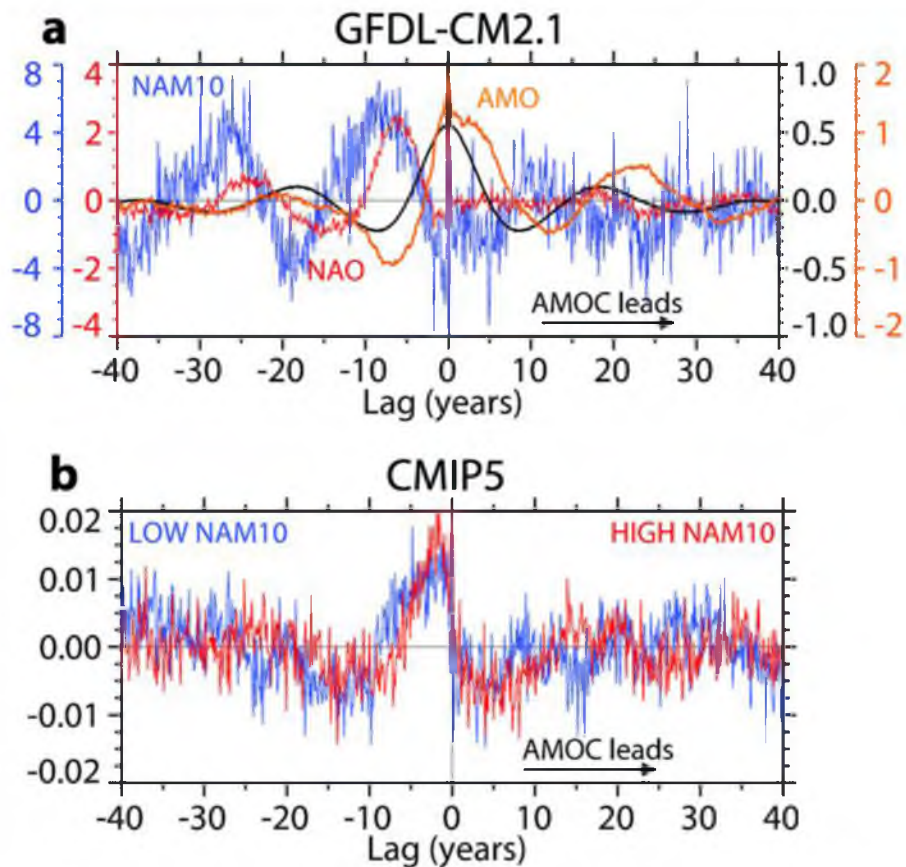 a GFDL-CM2.1
8 4 NAM10 AMO 1.0 2
4 2 0.5 1
0 0 0.0 0
-4 -2 NAO -0.5 -1
AMOC leads
-8 -4 -1.0 -2
-40 -30 -20 -10 0 10 20 30 40
Lag (years)
b CMIP5
0.02 LOW NAM10 HIGH NAM10
0.01
0.00
-0.01
AMOC leads
-0.02
-40 -30 -20 -10 0 10 20 30 40
Lag (years)